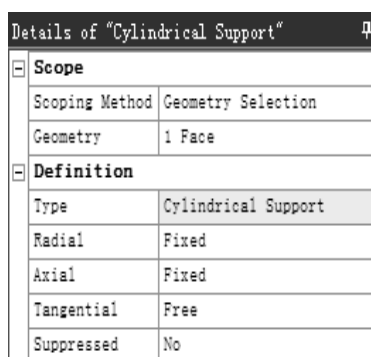 Details of "Cylindrical Support"
Scope
Scoping Method Geometry Selection
Geometry 1 Face
Definition
Type Cylindrical Support
Radial Fixed
Axial Fixed
Tangential Free
Suppressed No